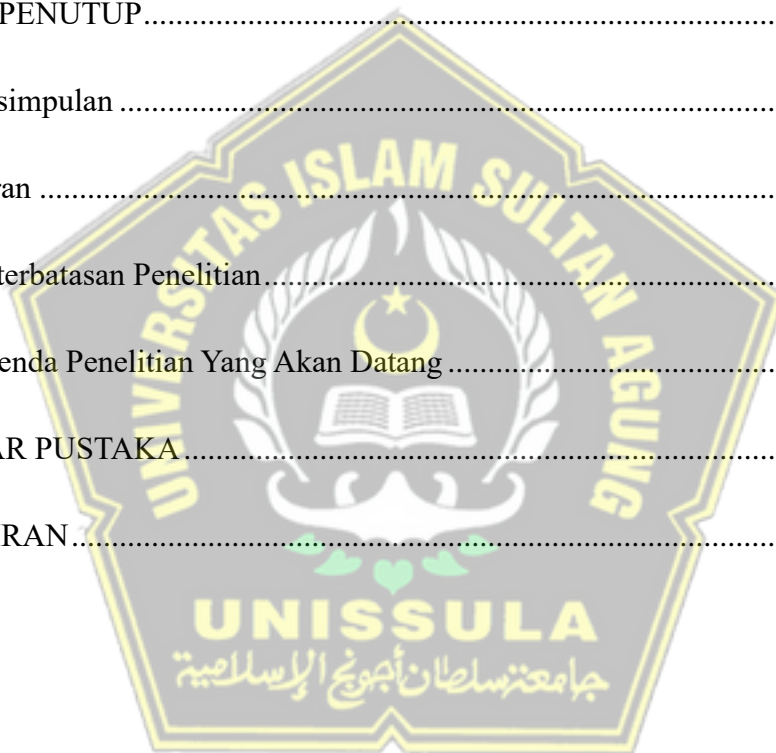 PENUTUP
simpulan
ran
terbatasan Penelitian
enda Penelitian Yang Akan Datang
AR PUSTAKA
RAN
UNIVERSITAS ISLAM SULTAN AGUNG
UNISSULA
جامعة سلطان أجونج الإسلامية